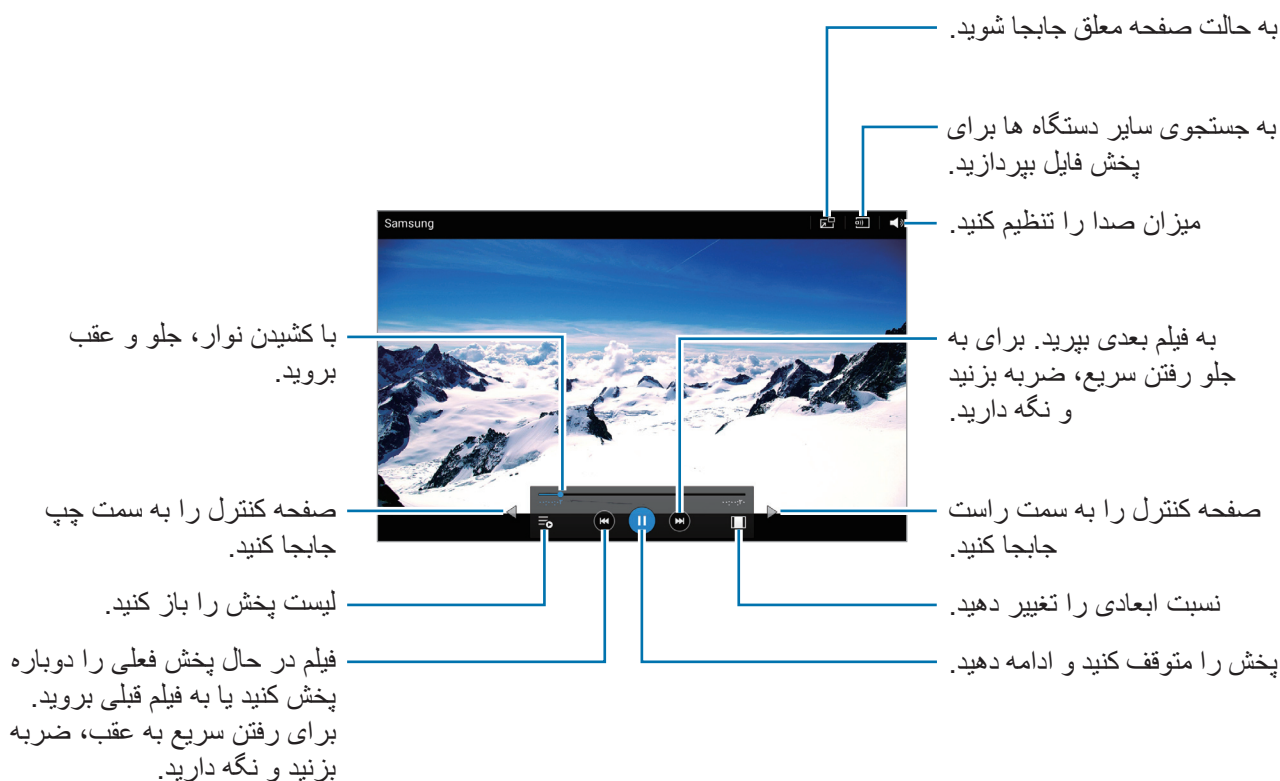 به حالت صفحه معلق جابجا شوید.
به جستجوی سایر دستگاه ها برای
پخش فایل بپردازید.
میزان صدا را تنظیم کنید.
Samsung
به فیلم بعدی بپرید. برای به
جلو رفتن سریع، ضربه بزنید
و نگه دارید.
با کشیدن نوار، جلو و عقب
بروید.
صفحه کنترل را به سمت راست
جابجا کنید.
صفحه کنترل را به سمت چپ
جابجا کنید.
نسبت ابعادی را تغییر دهید.
لیست پخش را باز کنید.
پخش را متوقف کنید و ادامه دهید.
فیلم در حال پخش فعلی را دوباره
پخش کنید یا به فیلم قبلی بروید.
برای رفتن سریع به عقب، ضربه
بزنید و نگه دارید.